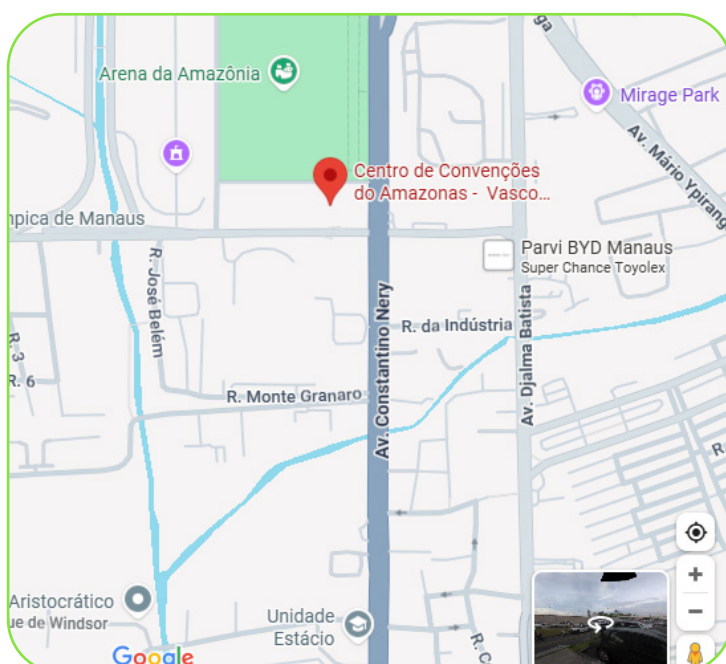 ga
Arena da Amazônia
Mirage Park
Av. Mário Ypiranga
Centro de Convenções
do Amazonas - Vasco...
mpica de Manaus
Parvi BYD Manaus
Super Chance Toyolex
R. José Belém
Av. Constantino Nery
R. da Indústria
Av. Djalma Batista
R. 3
R. 6
R. Monte Granaro
R
Aristocrático
ue de Windsor
Unidade
Estácio
R. C
Google